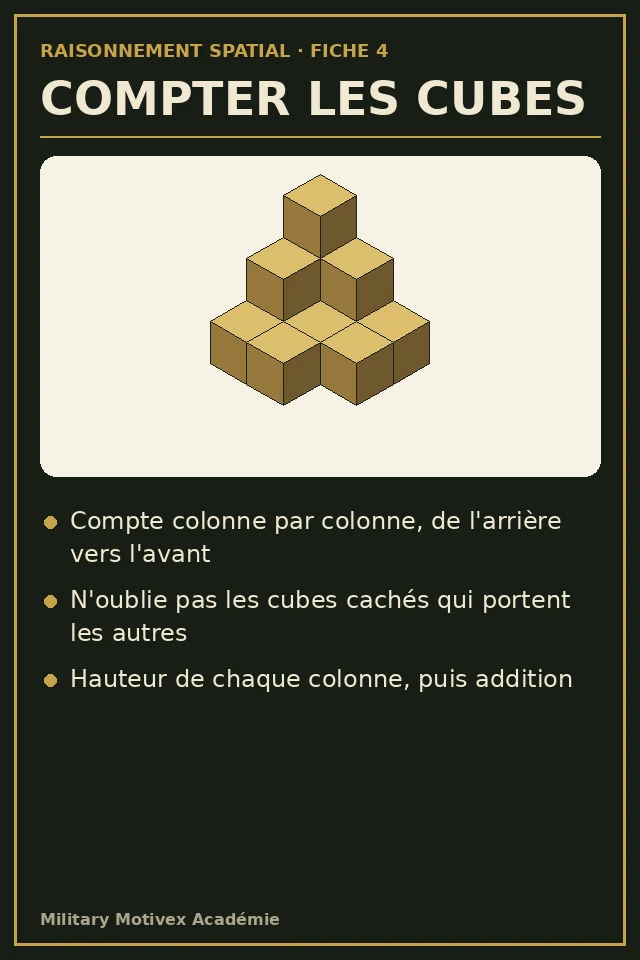 RAISONNEMENT SPATIAL · FICHE 4
COMPTER LES CUBES
Compte colonne par colonne, de l'arrière
vers l'avant
N'oublie pas les cubes cachés qui portent
les autres
Hauteur de chaque colonne, puis addition
Military Motivex Académie